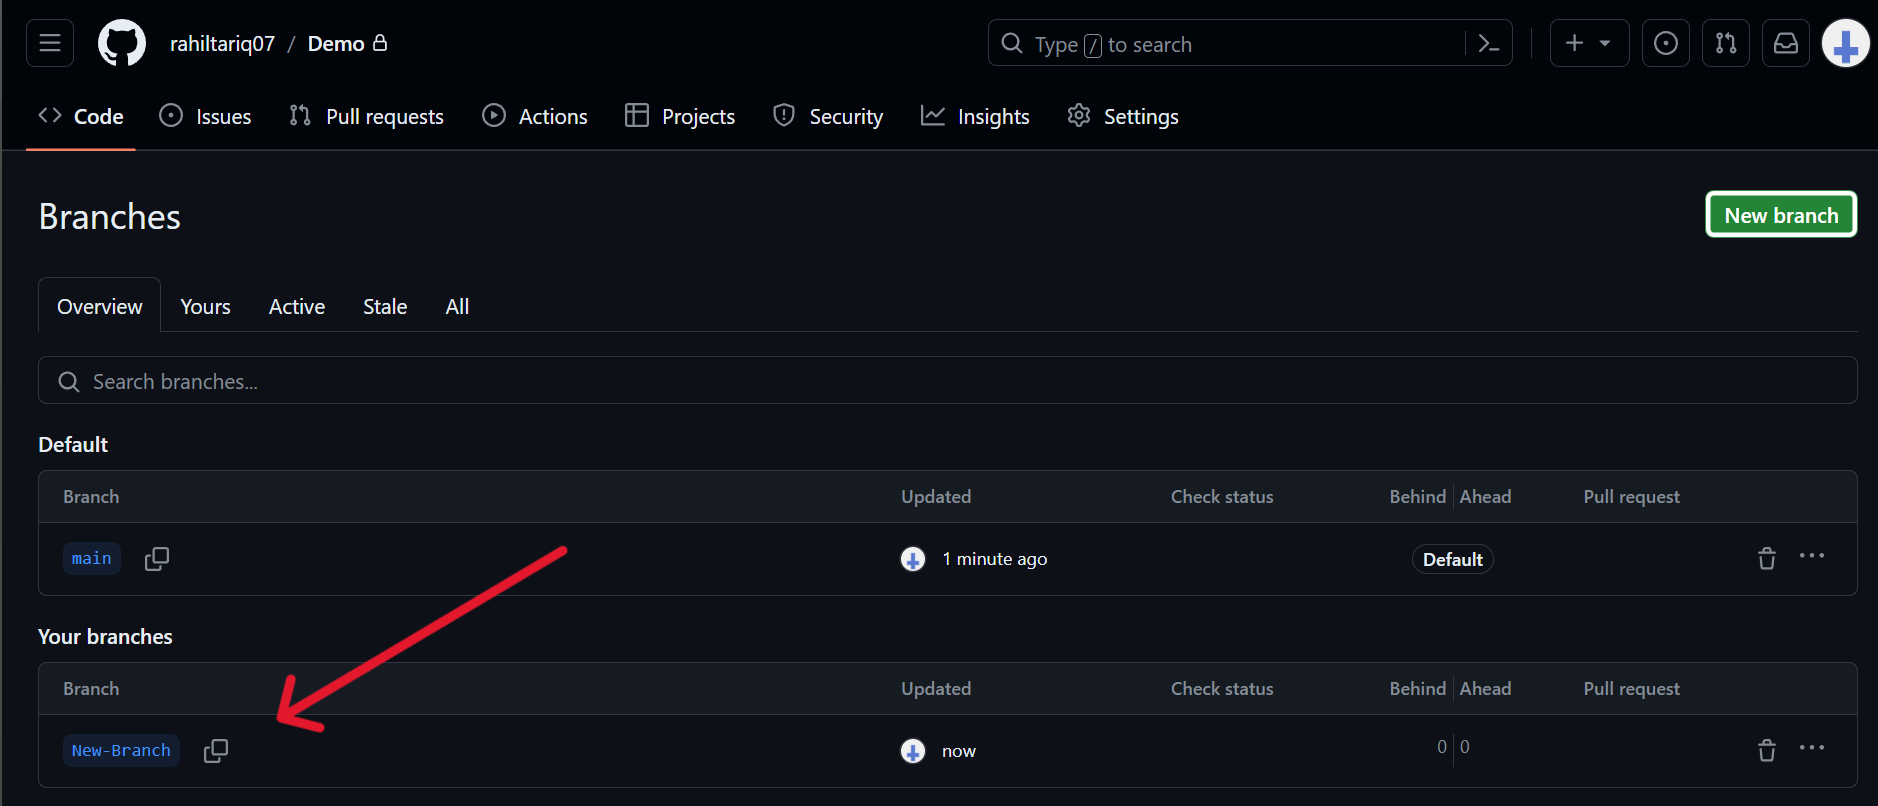 rahiltariq07 / Demo
Type / to search
Code Issues Pull requests Actions Projects Security Insights Settings
Branches
New branch
Overview Yours Active Stale All
Search branches...
Default
Branch Updated Check status Behind Ahead Pull request
main 1 minute ago Default
Your branches
Branch Updated Check status Behind Ahead Pull request
New-Branch now 0 0